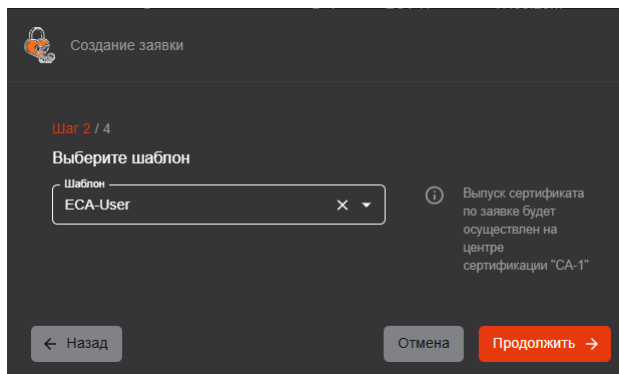 Создание заявки
Шаг 2 / 4
Выберите шаблон
Шаблон
ECA-User
Выпуск сертификата
по заявке будет
осуществлен на
центре
сертификации "CA-1"
Назад
Отмена
Продолжить